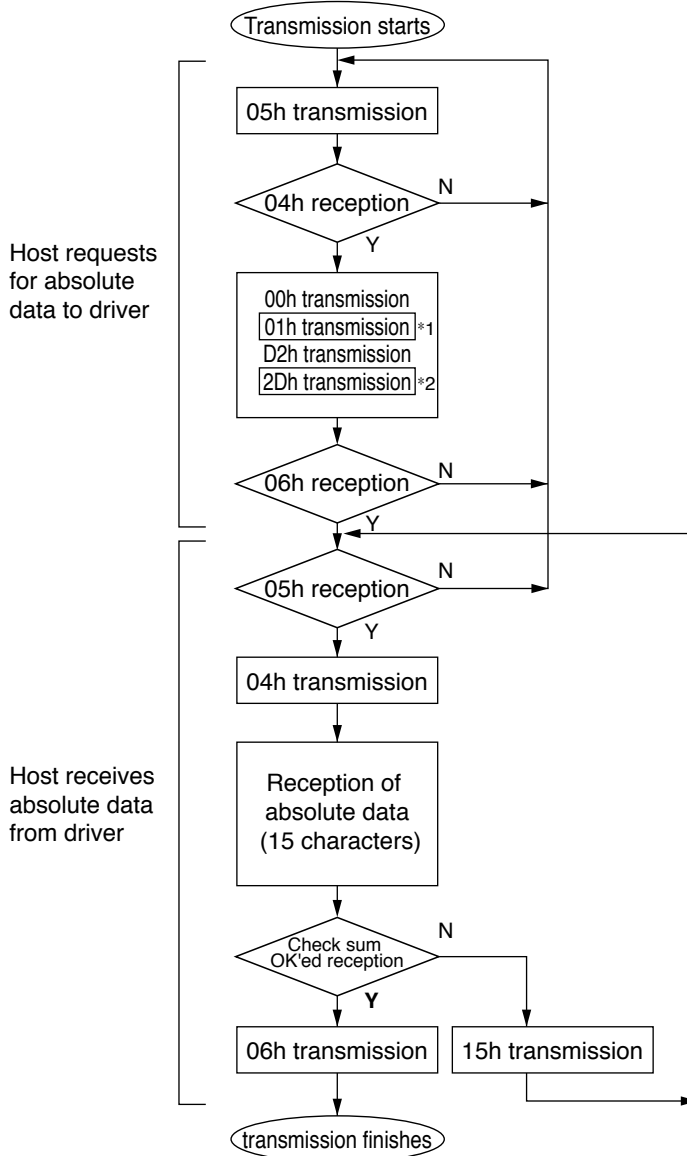 Transmission starts
05h transmission
04h reception
N
Y
Host requests
for absolute
data to driver
00h transmission
01h transmission *1
D2h transmission
2Dh transmission *2
06h reception
N
Y
05h reception
N
Y
04h transmission
Host receives
absolute data
from driver
Reception of
absolute data
(15 characters)
Check sum
OK'ed reception
N
Y
06h transmission
15h transmission
transmission finishes